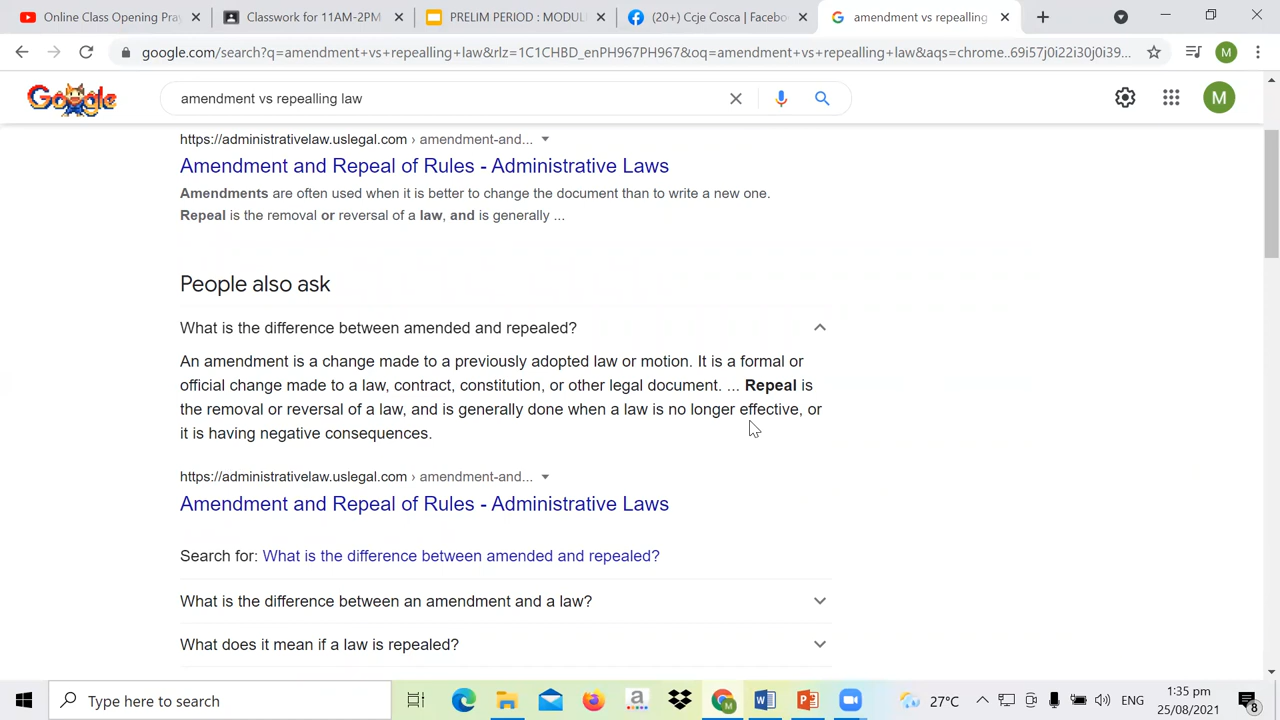 Online Class Opening Pra
Classwork for 11AM-2PM
PRELIM PERIOD : MODUL
(20+) Ccje Cosca | Facebo
amendment vs repealling
google.com/search?q=amendment+vs+repealling+law&rlz=1C1CHBD_enPH967PH967&oq=amendment+vs+repealling+law&aqs=chrome..69i57j0i22i30j0i39...
M
Google
amendment vs repealling law
M
https://administrativelaw.uslegal.com › amendment-and...
Amendment and Repeal of Rules - Administrative Laws
Amendments are often used when it is better to change the document than to write a new one.
Repeal is the removal or reversal of a law, and is generally ...
People also ask
What is the difference between amended and repealed?
An amendment is a change made to a previously adopted law or motion. It is a formal or
official change made to a law, contract, constitution, or other legal document. ... Repeal is
the removal or reversal of a law, and is generally done when a law is no longer effective, or
it is having negative consequences.
https://administrativelaw.uslegal.com › amendment-and...
Amendment and Repeal of Rules - Administrative Laws
Search for: What is the difference between amended and repealed?
What is the difference between an amendment and a law?
What does it mean if a law is repealed?
Type here to search
27°C
ENG
1:35 pm
25/08/2021
8